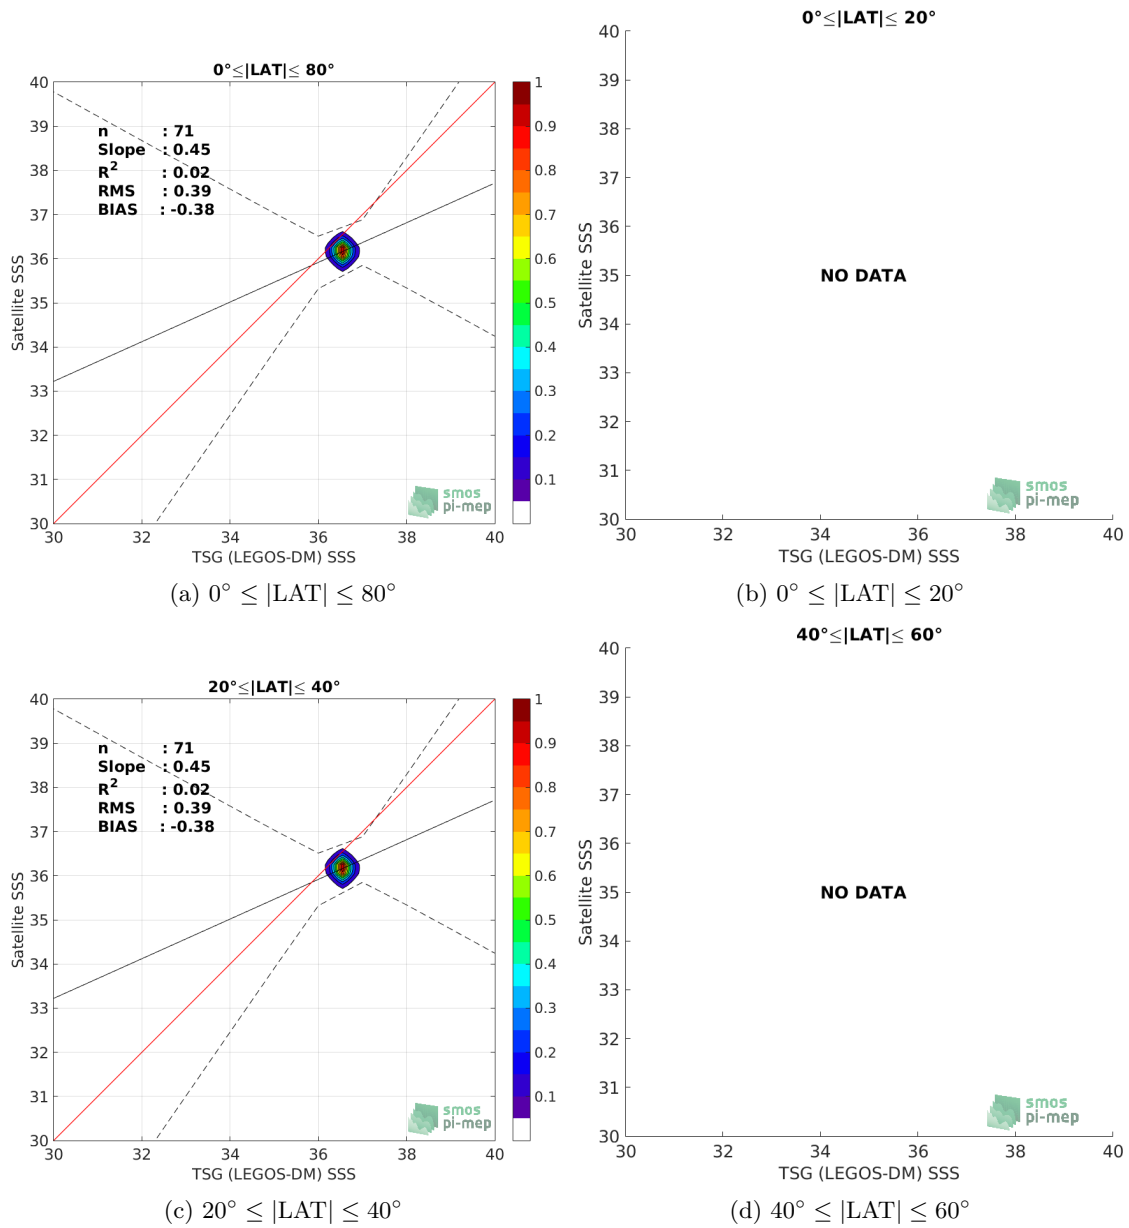 0°≤|LAT|≤ 80°
40
39
38
37
36
35
34
33
32
31
30
Satellite SSS
n : 71
Slope : 0.45
R² : 0.02
RMS : 0.39
BIAS : -0.38
smos
pi-mep
30 32 34 36 38 40
TSG (LEGOS-DM) SSS
1
0.9
0.8
0.7
0.6
0.5
0.4
0.3
0.2
0.1
(a) 0° ≤ |LAT| ≤ 80°
0°≤|LAT|≤ 20°
40
39
38
37
36
35
34
33
32
31
30
Satellite SSS
NO DATA
smos
pi-mep
30 32 34 36 38 40
TSG (LEGOS-DM) SSS
(b) 0° ≤ |LAT| ≤ 20°
20°≤|LAT|≤ 40°
40
39
38
37
36
35
34
33
32
31
30
Satellite SSS
n : 71
Slope : 0.45
R² : 0.02
RMS : 0.39
BIAS : -0.38
smos
pi-mep
30 32 34 36 38 40
TSG (LEGOS-DM) SSS
1
0.9
0.8
0.7
0.6
0.5
0.4
0.3
0.2
0.1
(c) 20° ≤ |LAT| ≤ 40°
40°≤|LAT|≤ 60°
40
39
38
37
36
35
34
33
32
31
30
Satellite SSS
NO DATA
smos
pi-mep
30 32 34 36 38 40
TSG (LEGOS-DM) SSS
(d) 40° ≤ |LAT| ≤ 60°